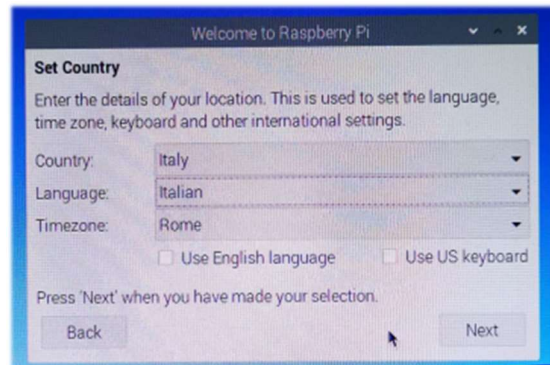 Welcome to Raspberry Pi
Set Country
Enter the details of your location. This is used to set the language,
time zone, keyboard and other international settings.
Country: Italy
Language: Italian
Timezone: Rome
Use English language Use US keyboard
Press 'Next' when you have made your selection.
Back Next